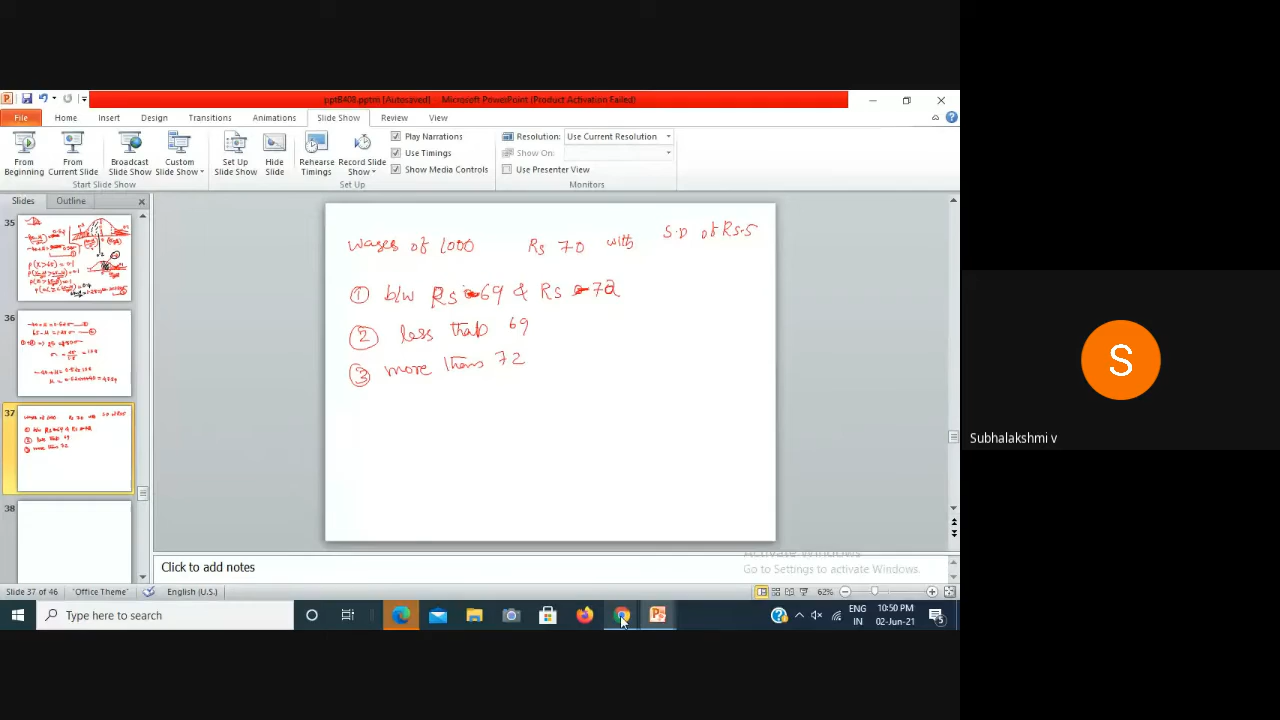 ppt8408.pptm [Autosaved] - Microsoft PowerPoint (Product Activation Failed)
File Home Insert Design Transitions Animations Slide Show Review View
From Beginning
From Current Slide
Broadcast Slide Show
Custom Slide Show
Start Slide Show
Set Up Slide Show
Hide Slide
Rehearse Timings
Record Slide Show
Play Narrations
Use Timings
Show Media Controls
Set Up
Resolution: Use Current Resolution
Show On:
Use Presenter View
Monitors
Slides Outline
35
36
37
38
wages of 1000 Rs 70 with S.D of Rs.5
① b/w Rs 69 & Rs 72
② less than 69
③ more than 72
Click to add notes
Activate Windows
Go to Settings to activate Windows.
Slide 37 of 46 "Office Theme" English (U.S.) 62%
Type here to search
ENG IN
10:50 PM
02-Jun-21
5
S
Subhalakshmi v